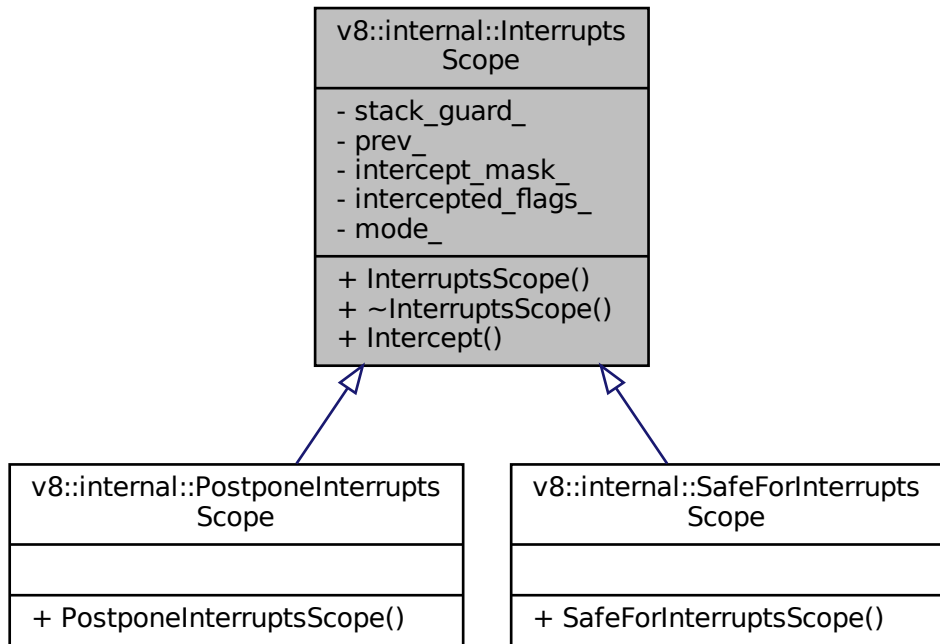 v8::internal::Interrupts
Scope
- stack_guard_
- prev_
- intercept_mask_
- intercepted_flags_
- mode_
+ InterruptsScope()
+ ~InterruptsScope()
+ Intercept()
v8::internal::PostponeInterrupts
Scope
+ PostponeInterruptsScope()
v8::internal::SafeForInterrupts
Scope
+ SafeForInterruptsScope()